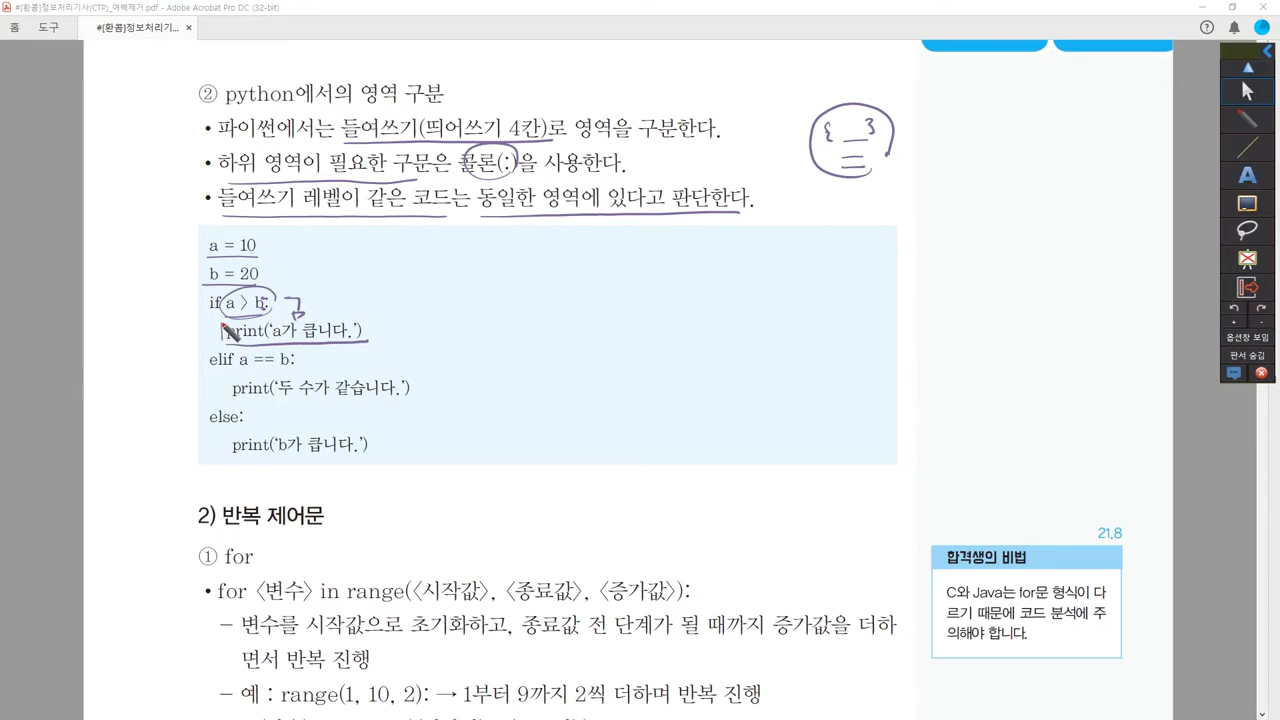 #[환콤]정보처리기사(CTP)_여백제거.pdf - Adobe Acrobat Pro DC (32-bit)
홈 도구 #[환콤]정보처리기...
② python에서의 영역 구분
• 파이썬에서는 들여쓰기(띄어쓰기 4칸)로 영역을 구분한다.
{ }
• 하위 영역이 필요한 구문은 콜론(:)을 사용한다.
• 들여쓰기 레벨이 같은 코드는 동일한 영역에 있다고 판단한다.
a = 10
b = 20
if a 〉 b:
print(‘a가 큽니다.’)
elif a == b:
print(‘두 수가 같습니다.’)
else:
print(‘b가 큽니다.’)
2) 반복 제어문
① for
• for 〈변수〉 in range(〈시작값〉, 〈종료값〉, 〈증가값〉):
– 변수를 시작값으로 초기화하고, 종료값 전 단계가 될 때까지 증가값을 더하
면서 반복 진행
– 예 : range(1, 10, 2): → 1부터 9까지 2씩 더하며 반복 진행
21.8
합격생의 비법
C와 Java는 for문 형식이 다
르기 때문에 코드 분석에 주
의해야 합니다.
A
옵션창 보임
판서 숨김